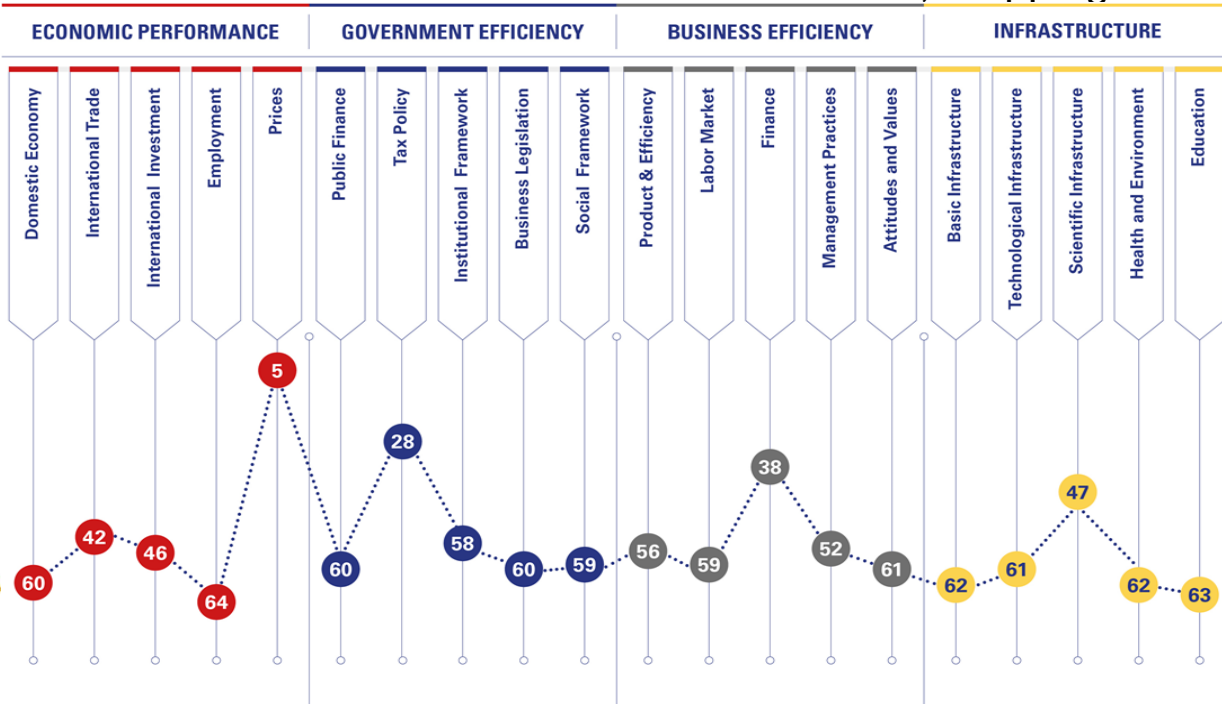 ECONOMIC PERFORMANCE
GOVERNMENT EFFICIENCY
BUSINESS EFFICIENCY
INFRASTRUCTURE
Domestic Economy
International Trade
International Investment
Employment
Prices
Public Finance
Tax Policy
Institutional Framework
Business Legislation
Social Framework
Product & Efficiency
Labor Market
Finance
Management Practices
Attitudes and Values
Basic Infrastructure
Technological Infrastructure
Scientific Infrastructure
Health and Environment
Education
60
42
46
64
5
60
28
58
60
59
56
59
38
52
61
62
61
47
62
63